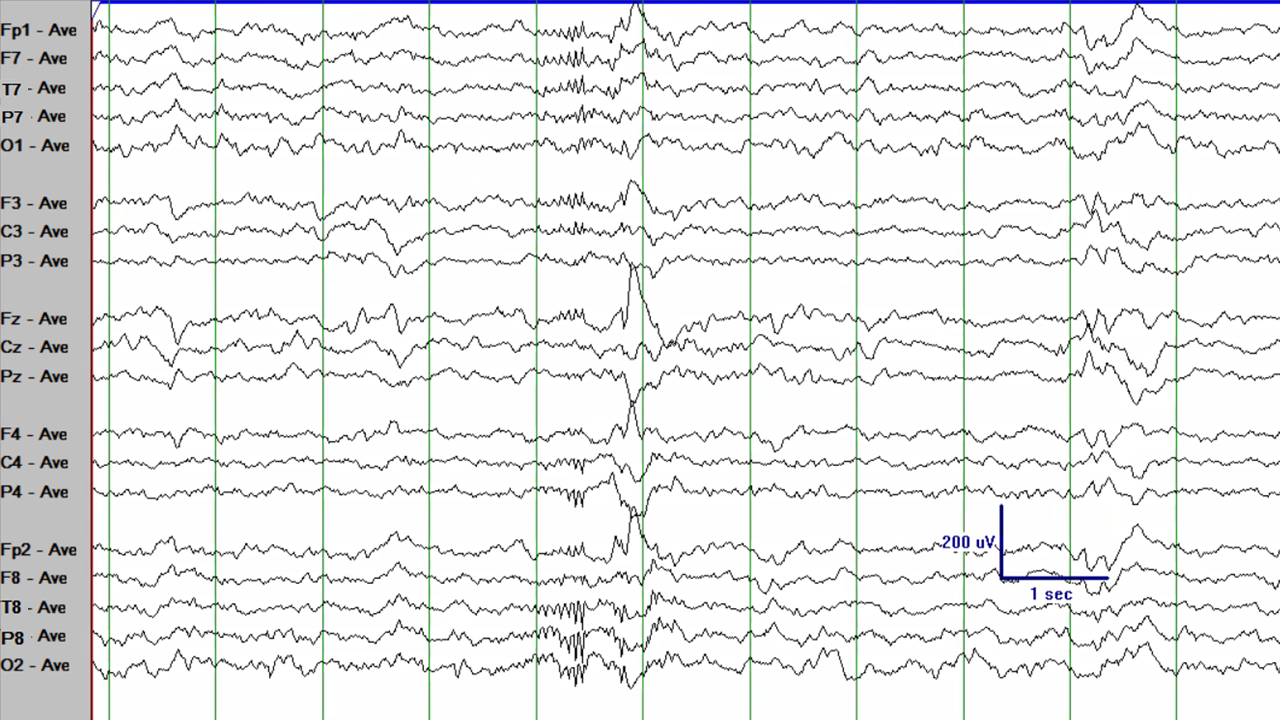 Fp1 - Ave
F7 - Ave
T7 - Ave
P7 - Ave
O1 - Ave
F3 - Ave
C3 - Ave
P3 - Ave
Fz - Ave
Cz - Ave
Pz - Ave
F4 - Ave
C4 - Ave
P4 - Ave
200 uV
Fp2 - Ave
F8 - Ave
1 sec
T8 - Ave
P8 - Ave
O2 - Ave